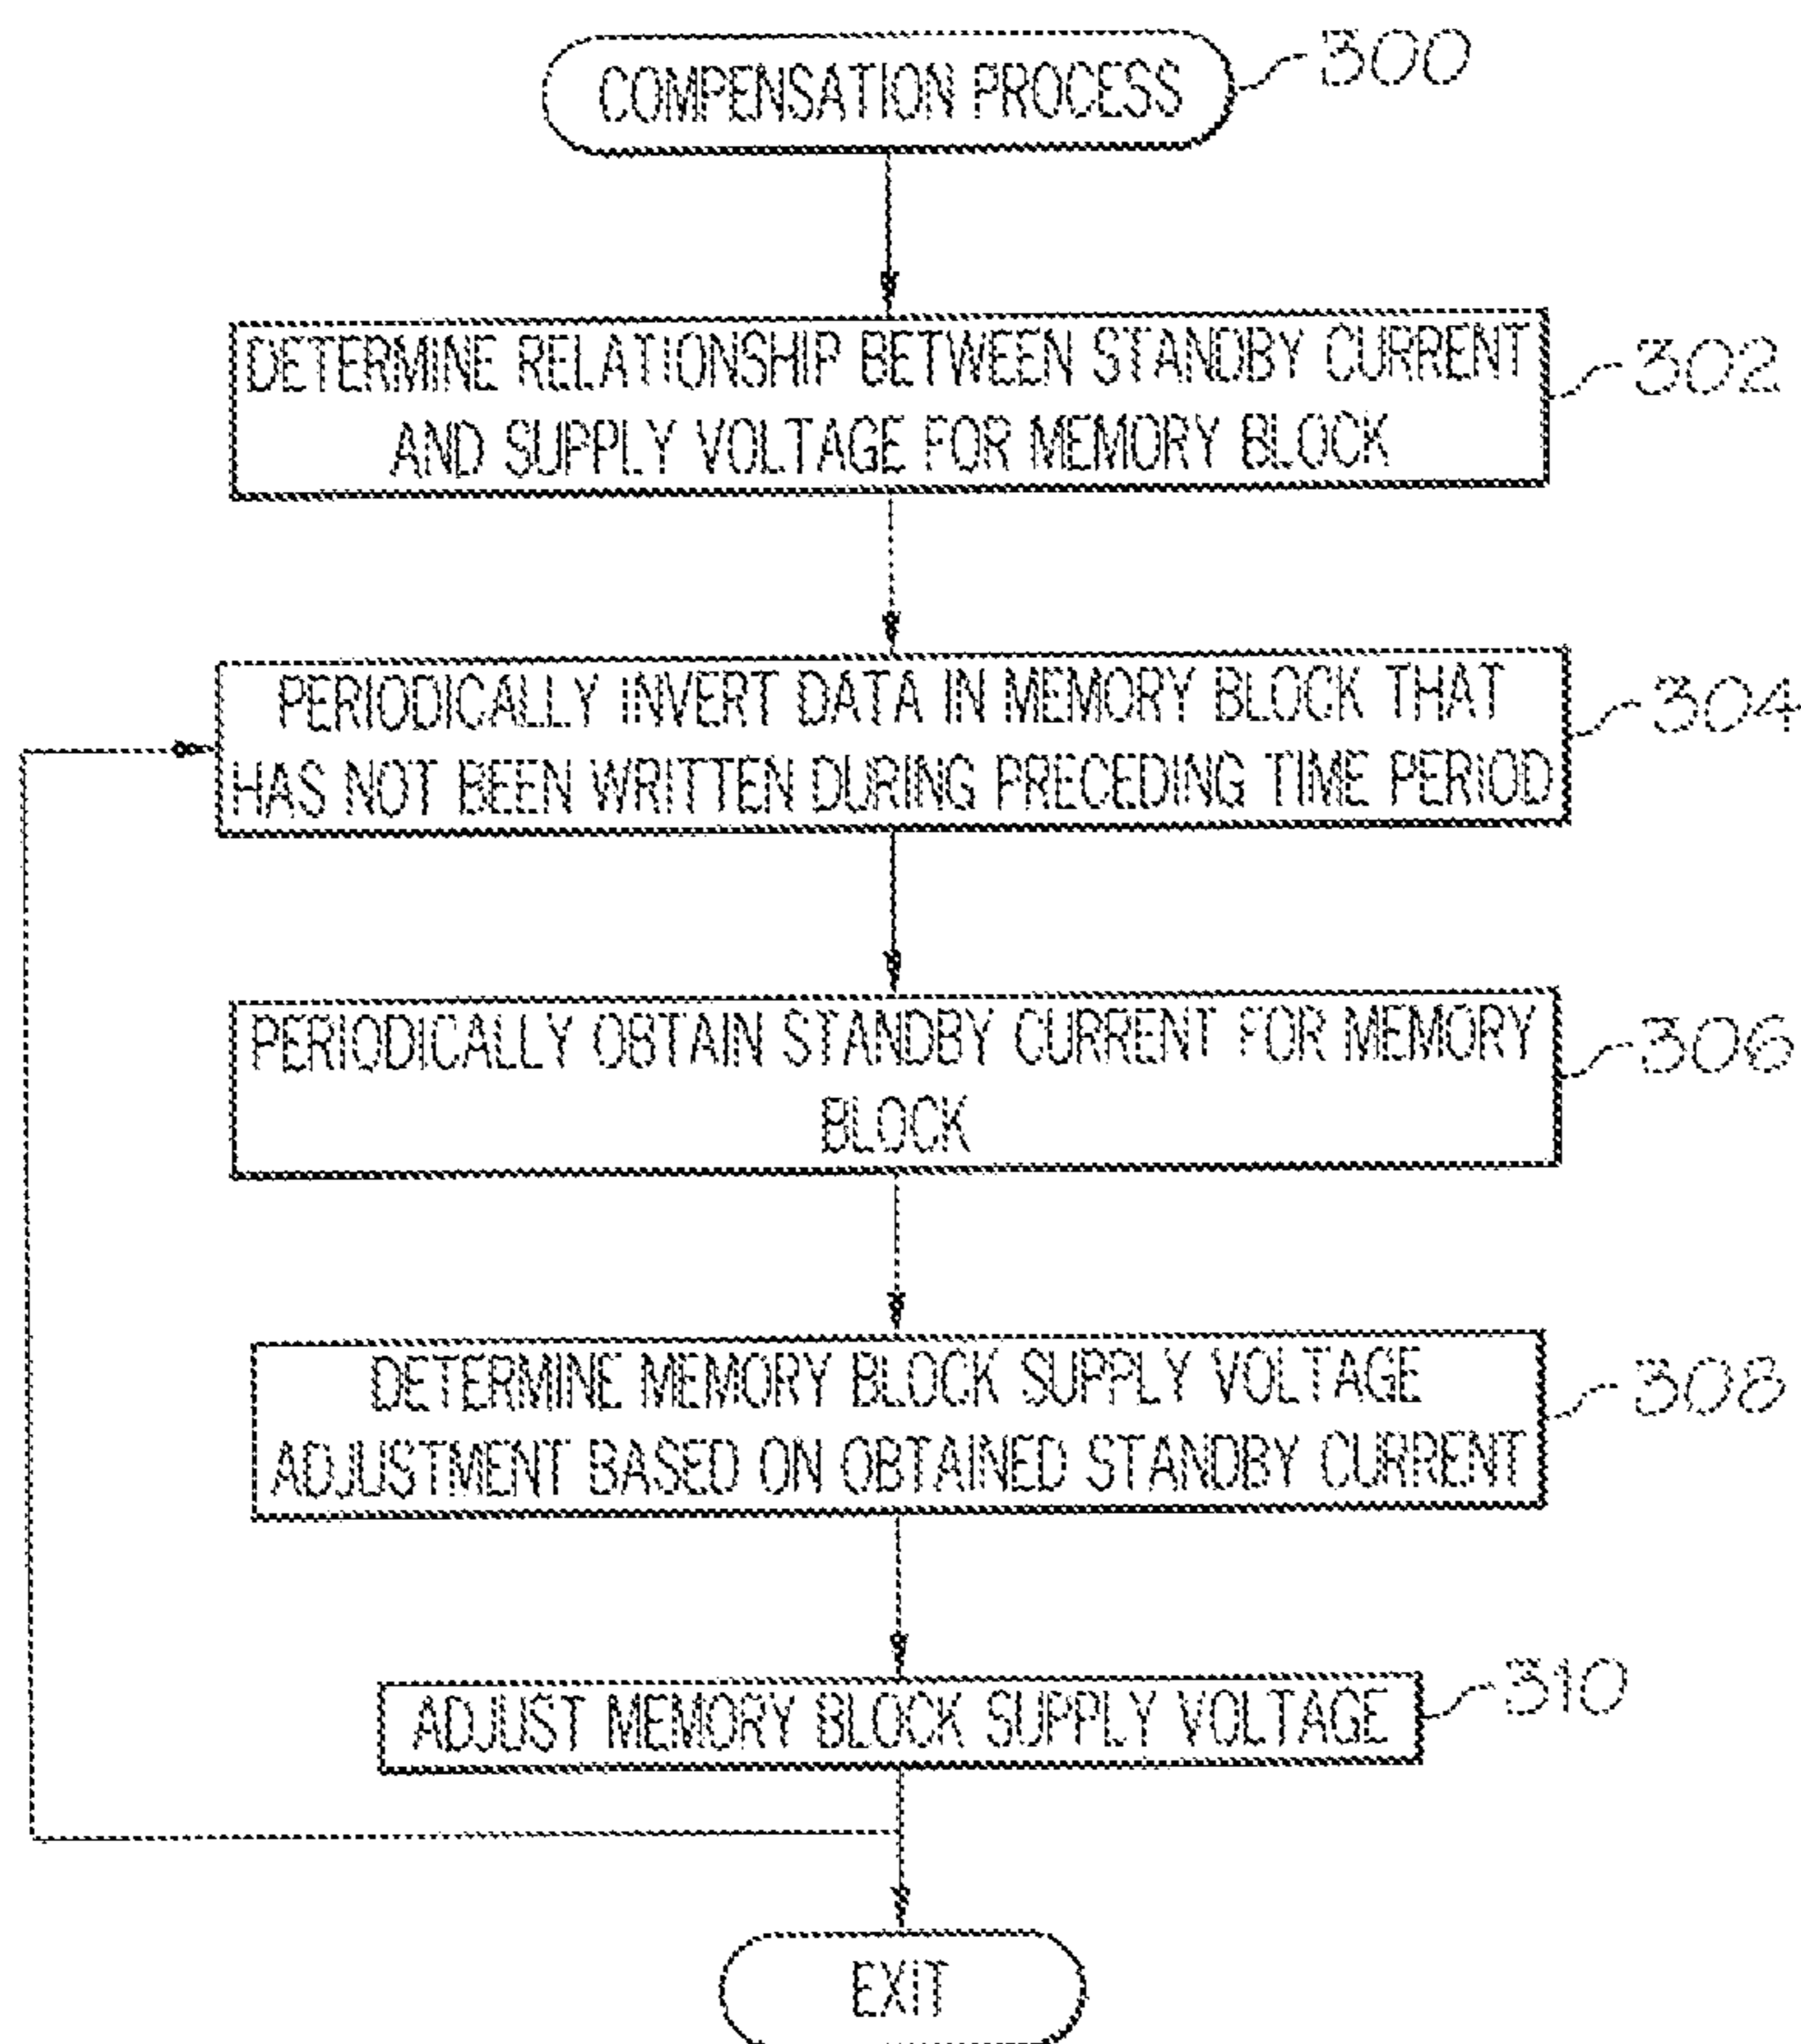 COMPENSATION PROCESS
300
DETERMINE RELATIONSHIP BETWEEN STANDBY CURRENT
AND SUPPLY VOLTAGE FOR MEMORY BLOCK
302
PERIODICALLY INVERT DATA IN MEMORY BLOCK THAT
HAS NOT BEEN WRITTEN DURING PRECEDING TIME PERIOD
304
PERIODICALLY OBTAIN STANDBY CURRENT FOR MEMORY
BLOCK
306
DETERMINE MEMORY BLOCK SUPPLY VOLTAGE
ADJUSTMENT BASED ON OBTAINED STANDBY CURRENT
308
ADJUST MEMORY BLOCK SUPPLY VOLTAGE
310
EXIT